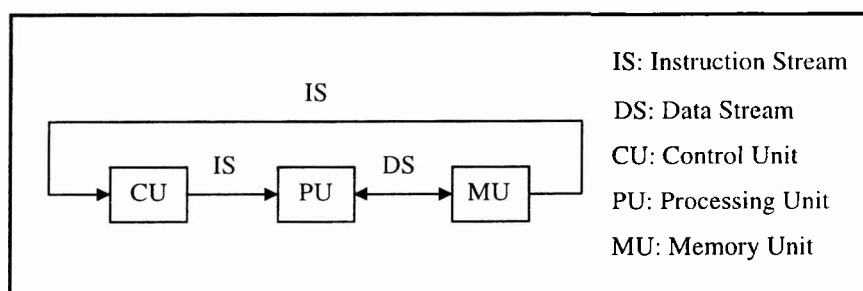 IS
IS DS
CU PU MU
IS: Instruction Stream
DS: Data Stream
CU: Control Unit
PU: Processing Unit
MU: Memory Unit